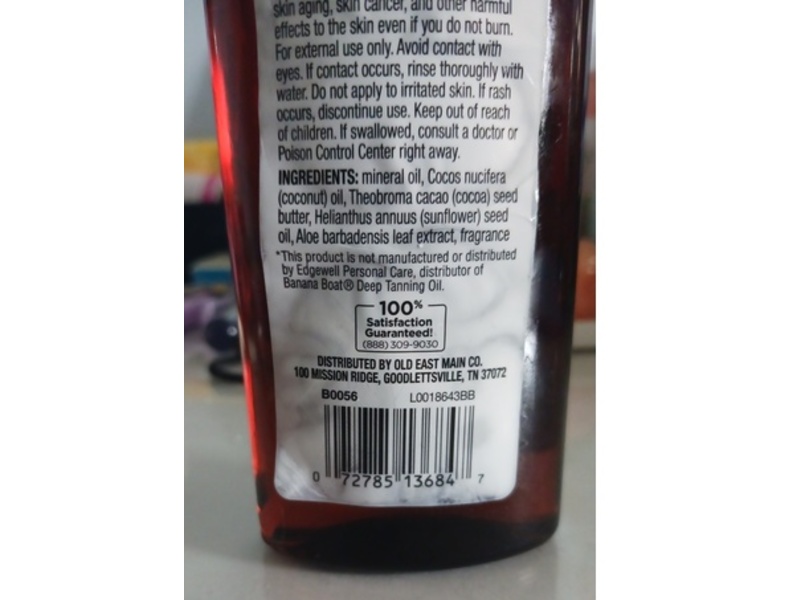 skin aging, skin cancer, and other harmful
effects to the skin even if you do not burn.
For external use only. Avoid contact with
eyes. If contact occurs, rinse thoroughly with
water. Do not apply to irritated skin. If rash
occurs, discontinue use. Keep out of reach
of children. If swallowed, consult a doctor or
Poison Control Center right away.
INGREDIENTS: mineral oil, Cocos nucifera
(coconut) oil, Theobroma cacao (cocoa) seed
butter, Helianthus annuus (sunflower) seed
oil, Aloe barbadensis leaf extract, fragrance
*This product is not manufactured or distributed
by Edgewell Personal Care, distributor of
Banana Boat® Deep Tanning Oil.
100%
Satisfaction
Guaranteed!
(888) 309-9030
DISTRIBUTED BY OLD EAST MAIN CO.
100 MISSION RIDGE, GOODLETTSVILLE, TN 37072
B0056 L0018643BB
0 72785 13684 7